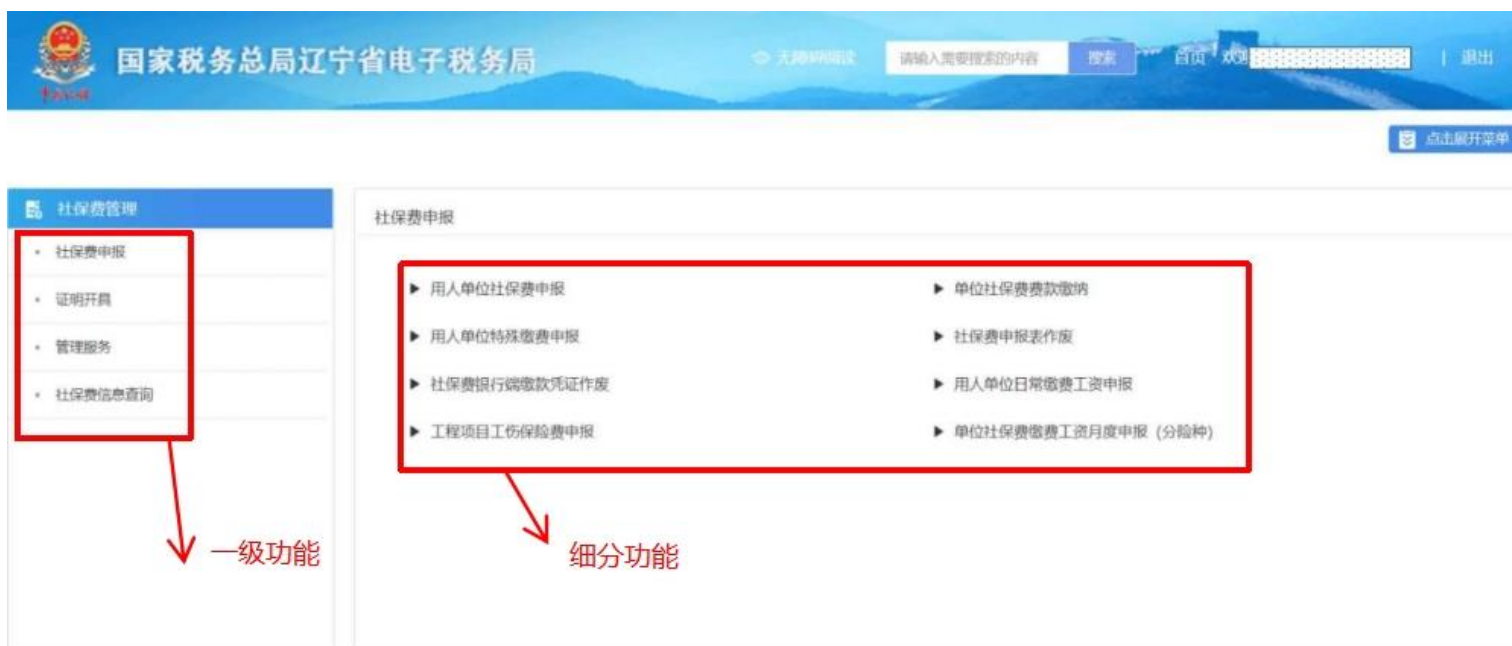 国家税务总局辽宁省电子税务局
无障碍阅读
请输入需要搜索的内容
搜索
首页
欢迎
| 退出
点击展开菜单
社保费管理
社保费申报
证明开具
管理服务
社保费信息查询
社保费申报
用人单位社保费申报
单位社保费费款缴纳
用人单位特殊缴费申报
社保费申报表作废
社保费银行端缴款凭证作废
用人单位日常缴费工资申报
工程项目工伤保险费申报
单位社保费缴费工资月度申报（分险种）
一级功能
细分功能